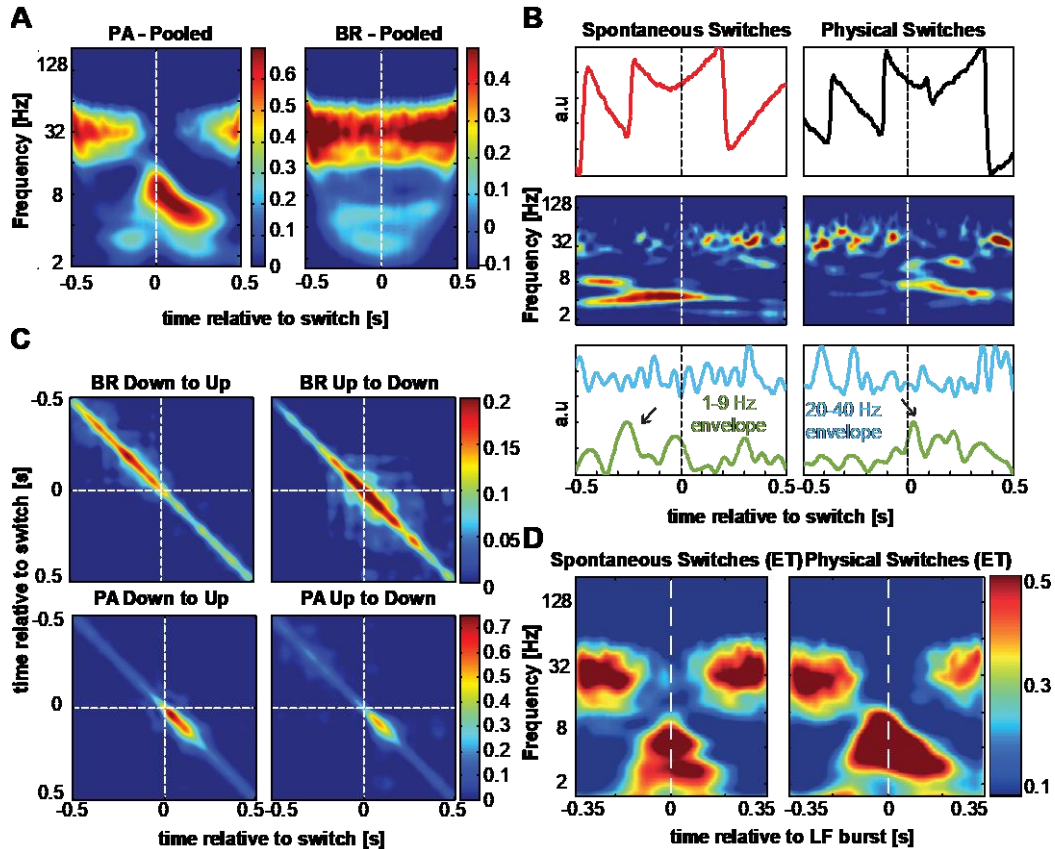 A
PA - Pooled
BR - Pooled
128
32
8
2
Frequency [Hz]
0.6
0.5
0.4
0.3
0.2
0.1
0
0.4
0.3
0.2
0.1
0
-0.1
-0.5 0 0.5
-0.5 0 0.5
time relative to switch [s]
B
Spontaneous Switches
Physical Switches
a.u
Frequency [Hz]
128
32
8
2
a.u
1-9 Hz
envelope
20-40 Hz
envelope
-0.5 0 0.5
-0.5 0 0.5
time relative to switch [s]
C
BR Down to Up
BR Up to Down
-0.5
0
0.5
0.2
0.15
0.1
0.05
0
time relative to switch [s]
PA Down to Up
PA Up to Down
-0.5
0
0.5
0.7
0.6
0.5
0.4
0.3
0.2
0.1
0
-0.5 0 0.5
-0.5 0 0.5
time relative to switch [s]
D
Spontaneous Switches (ET)
Physical Switches (ET)
Frequency [Hz]
128
32
8
2
0.5
0.4
0.3
0.2
0.1
-0.35 0 0.35
-0.35 0 0.35
time relative to LF burst [s]